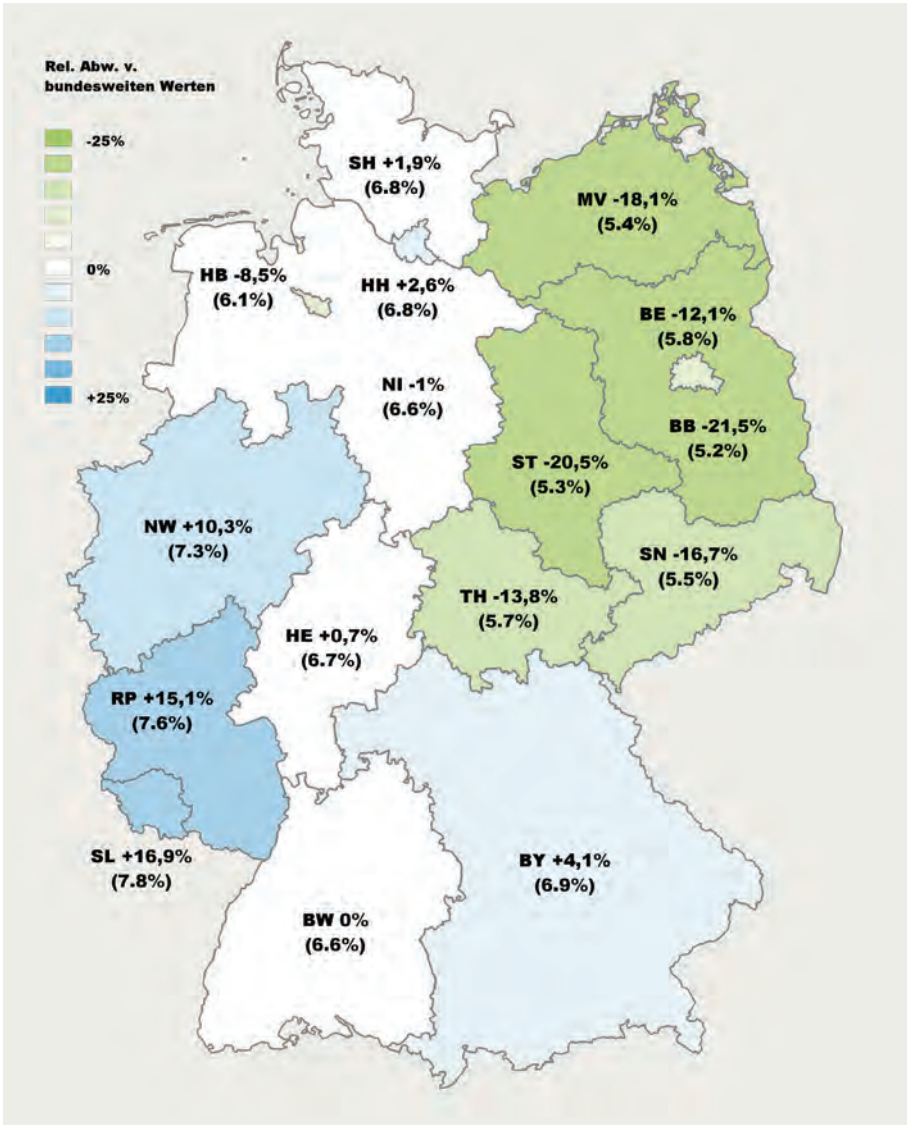 Rel. Abw. v.
bundesweiten Werten
-25%
0%
+25%
SH +1,9%
(6.8%)
MV -18,1%
(5.4%)
HB -8,5%
(6.1%)
HH +2,6%
(6.8%)
BE -12,1%
(5.8%)
NI -1%
(6.6%)
BB -21,5%
(5.2%)
ST -20,5%
(5.3%)
NW +10,3%
(7.3%)
SN -16,7%
(5.5%)
TH -13,8%
(5.7%)
HE +0,7%
(6.7%)
RP +15,1%
(7.6%)
SL +16,9%
(7.8%)
BY +4,1%
(6.9%)
BW 0%
(6.6%)